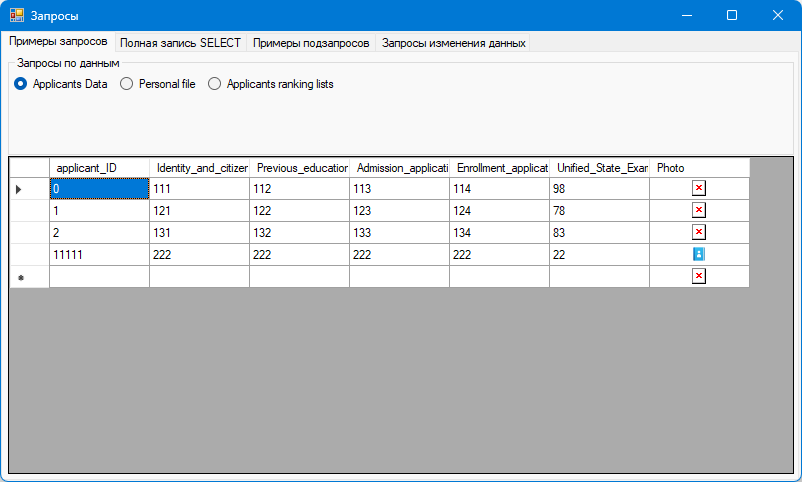 Запросы
Примеры запросов Полная запись SELECT Примеры подзапросов Запросы изменения данных
Запросы по данным
Applicants Data Personal file Applicants ranking lists
applicant_ID Identity_and_citizer Previous_educatior Admission_applicati Enrollment_applicat Unified_State_Exar Photo
0 111 112 113 114 98
1 121 122 123 124 78
2 131 132 133 134 83
11111 222 222 222 222 22